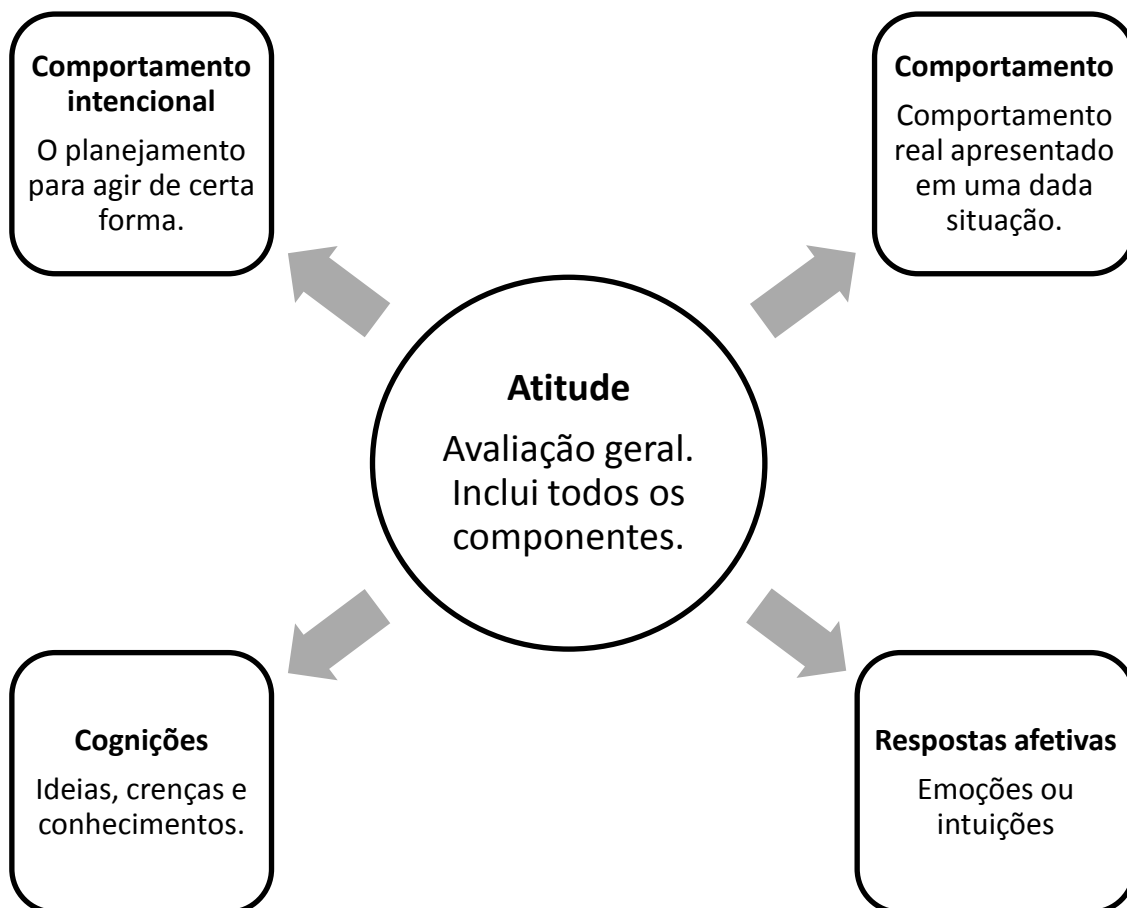 Comportamento
intencional
O planejamento
para agir de certa
forma.
Comportamento
Comportamento
real apresentado
em uma dada
situação.
Atitude
Avaliação geral.
Inclui todos os
componentes.
Cognições
Ideias, crenças e
conhecimentos.
Respostas afetivas
Emoções ou
intuições